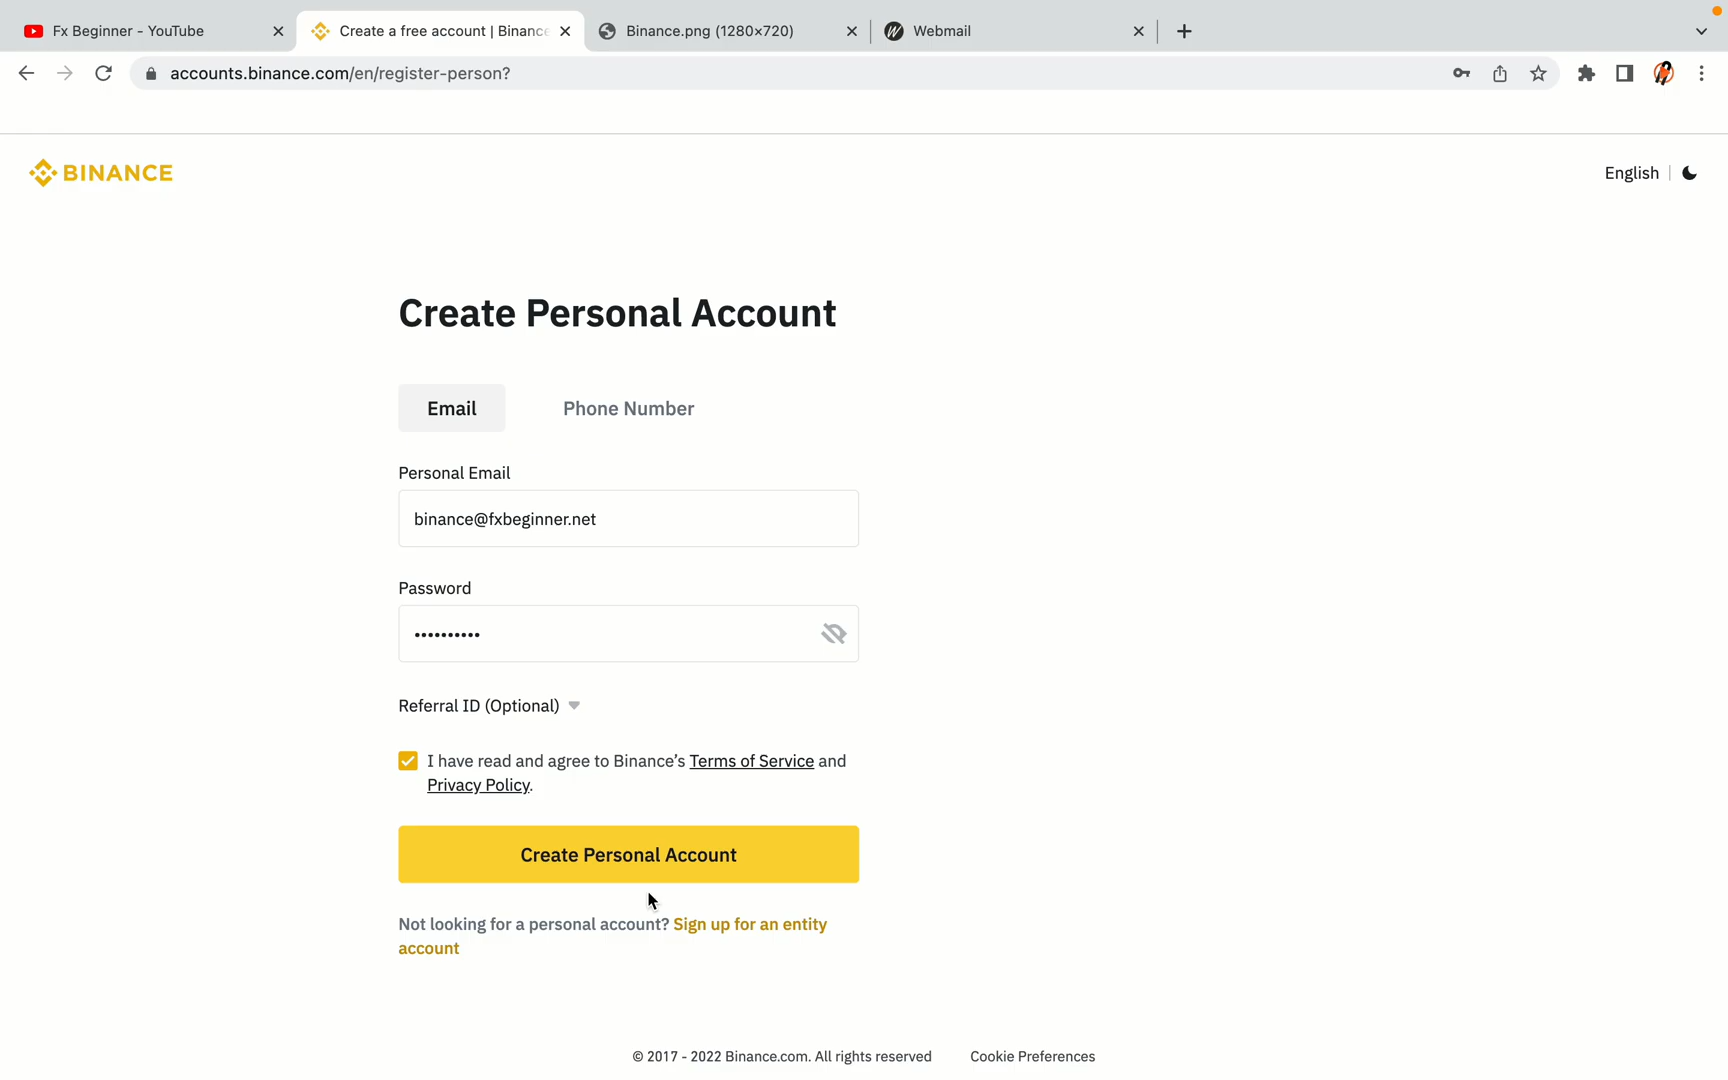 Fx Beginner - YouTube
Create a free account | Binance
Binance.png (1280×720)
Webmail
accounts.binance.com/en/register-person?
BINANCE
English
Create Personal Account
Email
Phone Number
Personal Email
binance@fxbeginner.net
Password
••••••••••
Referral ID (Optional)
I have read and agree to Binance's Terms of Service and
Privacy Policy.
Create Personal Account
Not looking for a personal account? Sign up for an entity
account
© 2017 - 2022 Binance.com. All rights reserved
Cookie Preferences